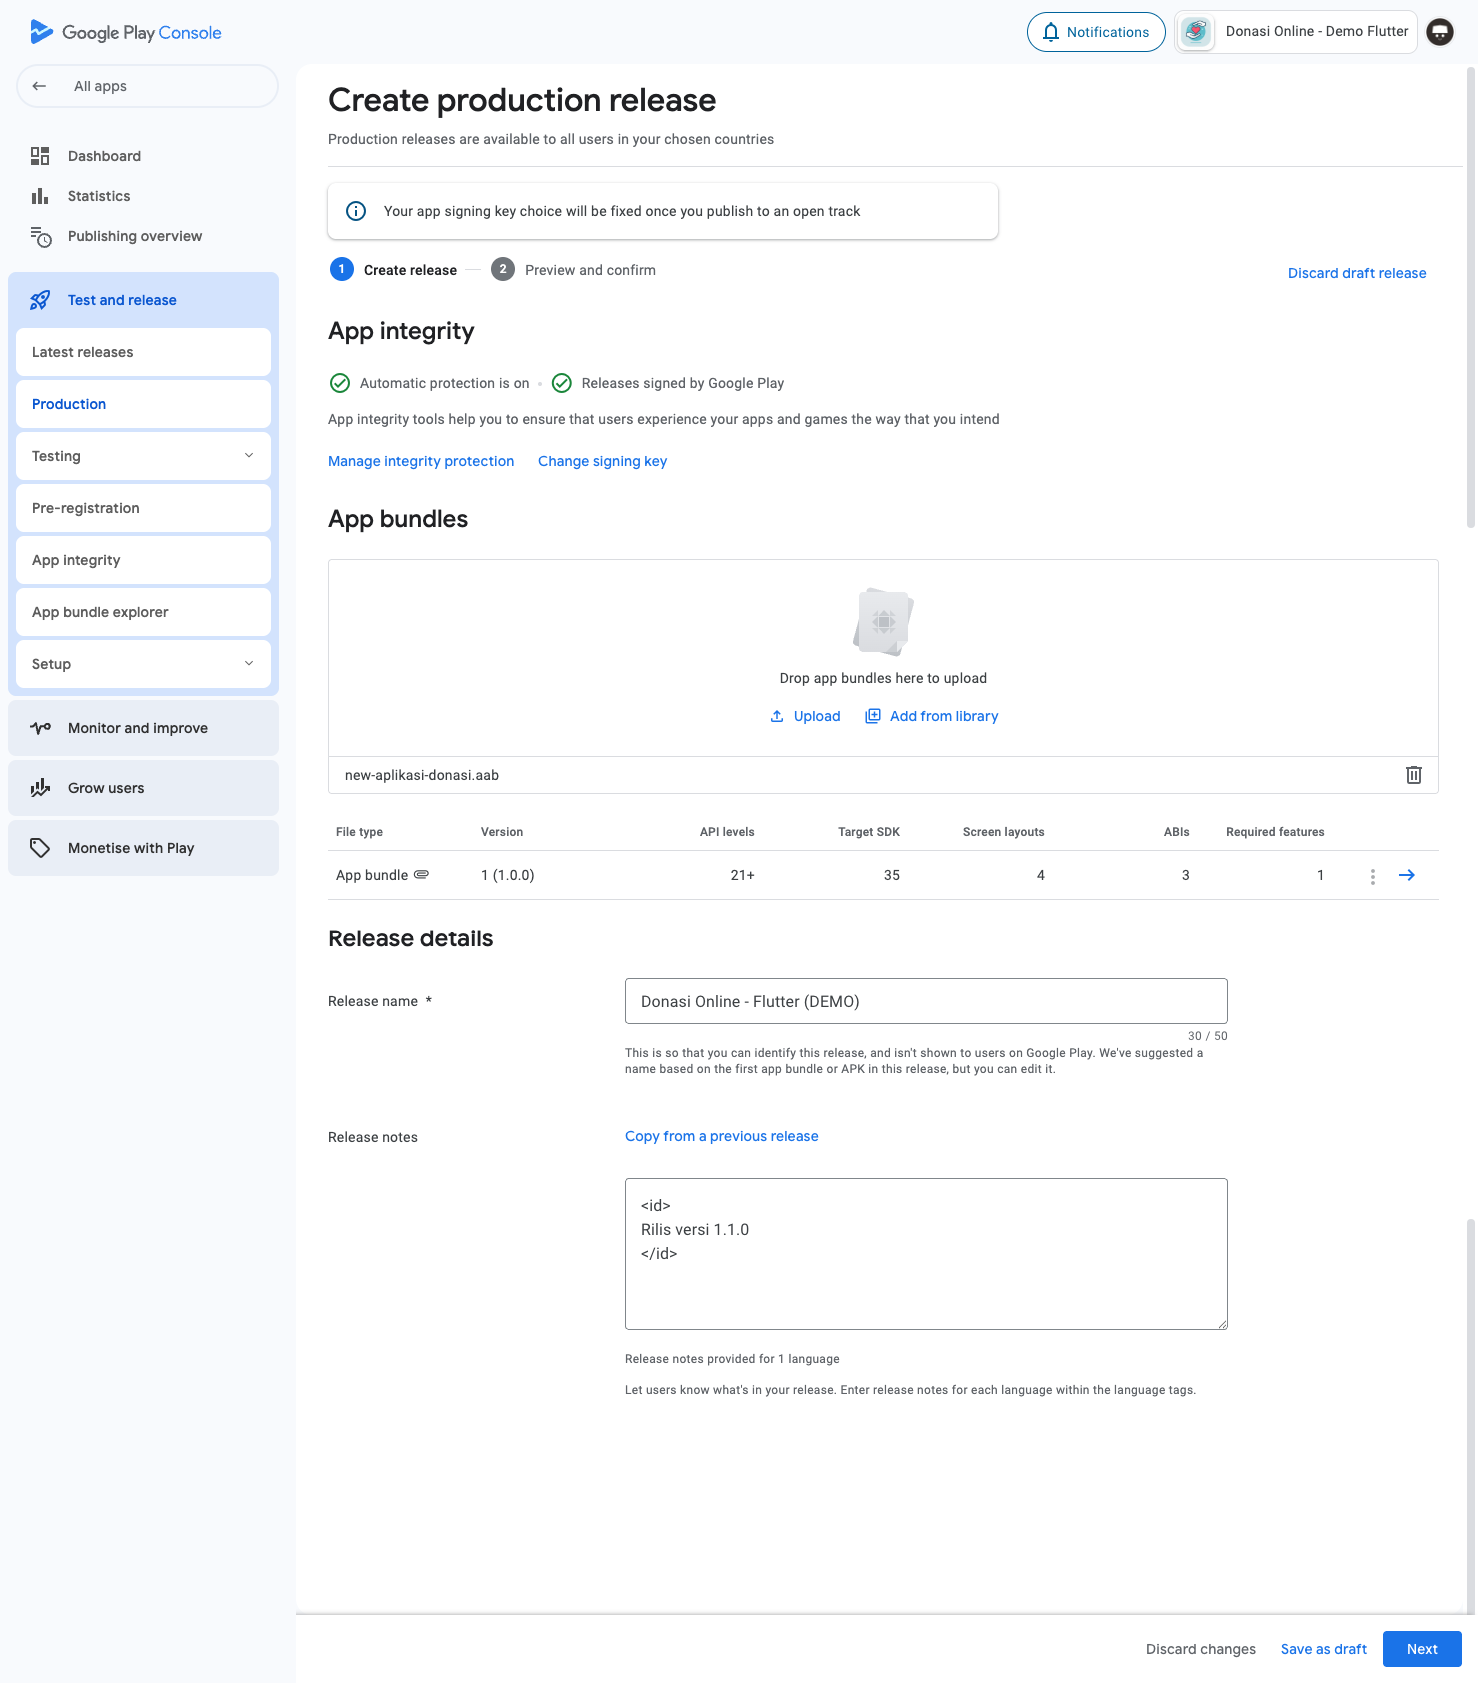 Google Play Console
Notifications
Donasi Online - Demo Flutter
All apps
Dashboard
Statistics
Publishing overview
Test and release
Latest releases
Production
Testing
Pre-registration
App integrity
App bundle explorer
Setup
Monitor and improve
Grow users
Monetise with Play
Create production release
Production releases are available to all users in your chosen countries
Your app signing key choice will be fixed once you publish to an open track
1 Create release 2 Preview and confirm
Discard draft release
App integrity
Automatic protection is on • Releases signed by Google Play
App integrity tools help you to ensure that users experience your apps and games the way that you intend
Manage integrity protection Change signing key
App bundles
Drop app bundles here to upload
Upload Add from library
new-aplikasi-donasi.aab
File type Version API levels Target SDK Screen layouts ABIs Required features
App bundle 1 (1.0.0) 21+ 35 4 3 1
Release details
Release name *
Donasi Online - Flutter (DEMO)
30 / 50
This is so that you can identify this release, and isn't shown to users on Google Play. We've suggested a
name based on the first app bundle or APK in this release, but you can edit it.
Release notes
Copy from a previous release
<id>
Rilis versi 1.1.0
</id>
Release notes provided for 1 language
Let users know what's in your release. Enter release notes for each language within the language tags.
Discard changes Save as draft Next